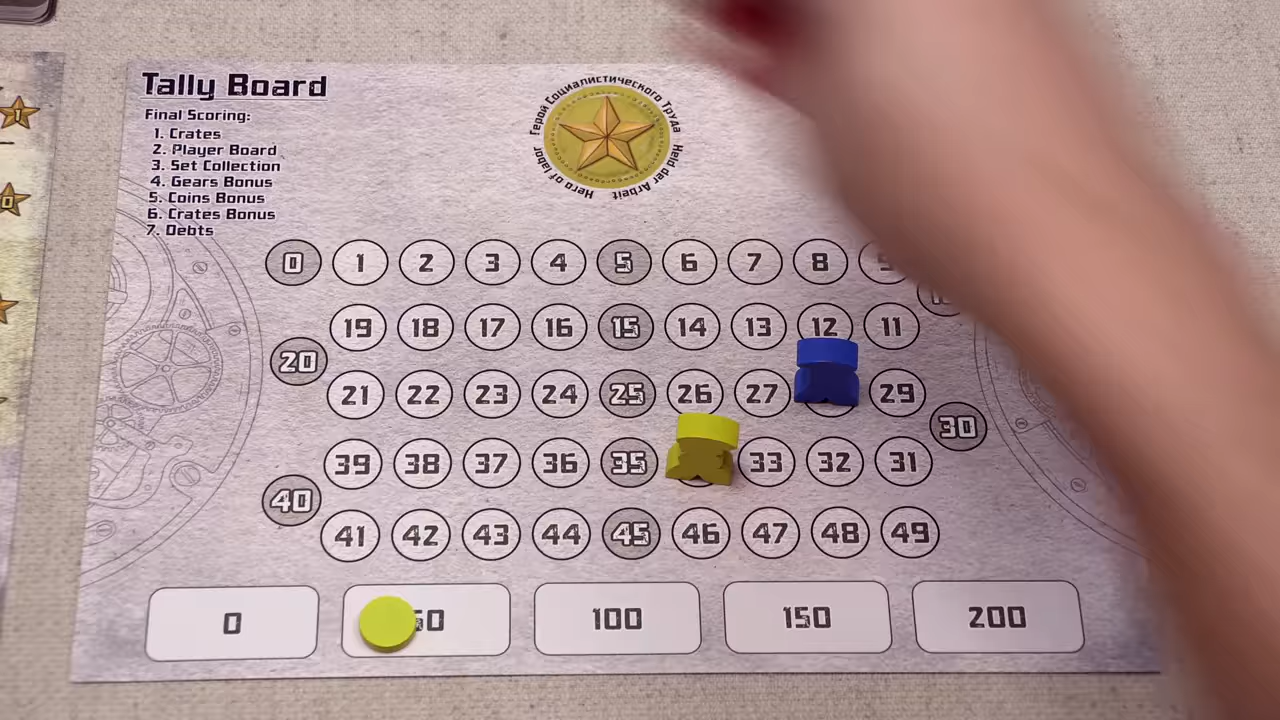 Tally Board
Final Scoring:
1. Crates
2. Player Board
3. Set Collection
4. Gears Bonus
5. Coins Bonus
6. Crates Bonus
7. Debts
Герой Социалистического Труда
Held der Arbeit
Hero of labor
1
0
0 1 2 3 4 5 6 7 8
19 18 17 16 15 14 13 12 11
20
21 22 23 24 25 26 27 29
30
39 38 37 36 35 33 32 31
40
41 42 43 44 45 46 47 48 49
0 100 150 200